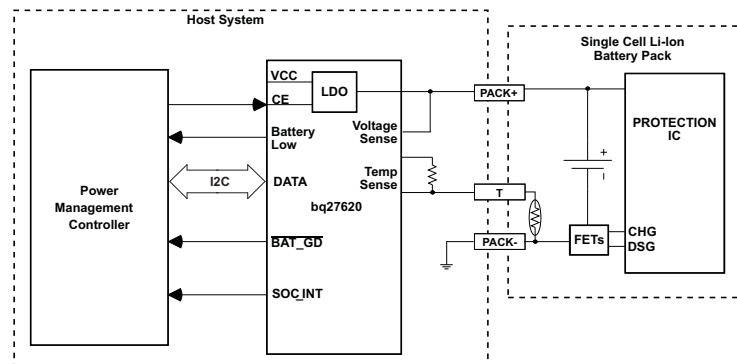 Host System
Single Cell Li-Ion
Battery Pack
VCC
LDO
CE
Battery
Low
Voltage
Sense
PACK+
PROTECTION
IC
+
–
I2C
DATA
Temp
Sense
bq27620
T
Power
Management
Controller
BAT_GD
PACK-
FETs
CHG
DSG
SOC_INT